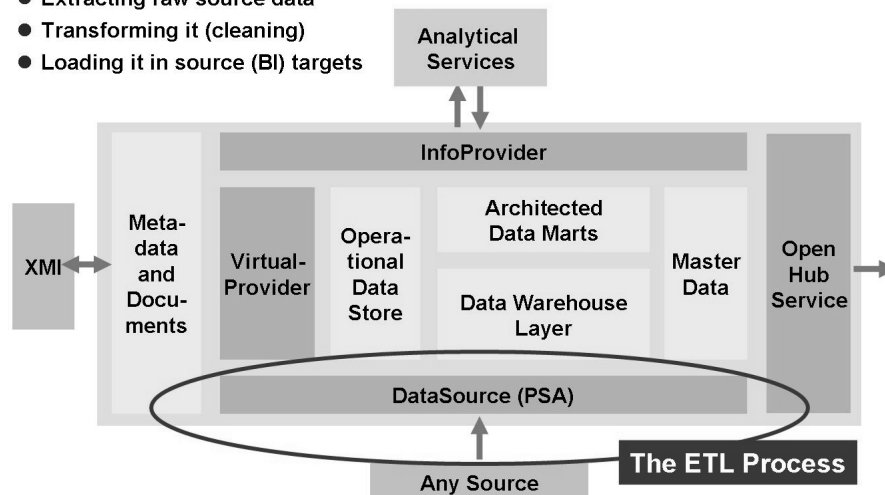 Extracting raw source data
Transforming it (cleaning)
Loading it in source (BI) targets
Analytical
Services
InfoProvider
XMI
Meta-
data
and
Docu-
ments
Virtual-
Provider
Opera-
tional
Data
Store
Architected
Data Marts
Data Warehouse
Layer
Master
Data
Open
Hub
Service
DataSource (PSA)
The ETL Process
Any Source